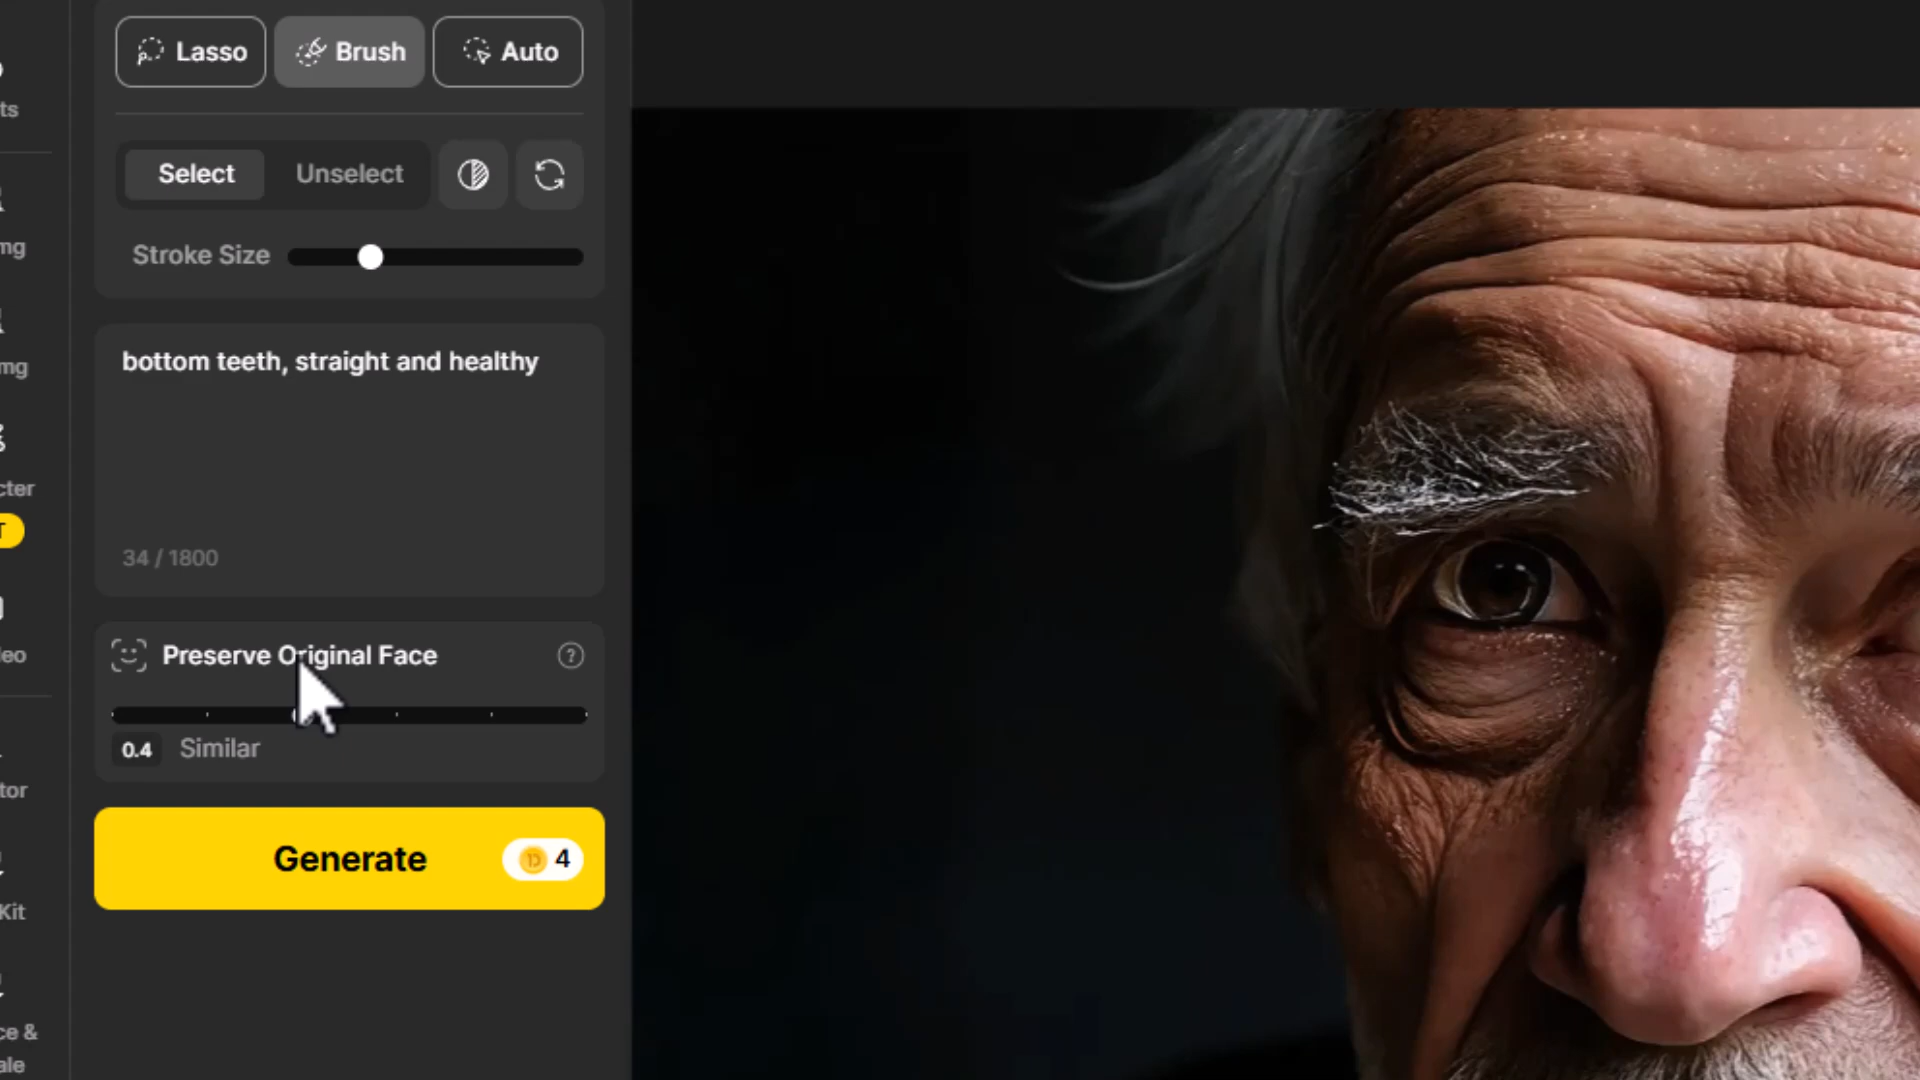 Lasso
Brush
Auto
Select
Unselect
Stroke Size
bottom teeth, straight and healthy
34 / 1800
Preserve Original Face
?
0.4 Similar
Generate
4
ts
mg
mg
cter
T
leo
tor
Kit
ce &
ale